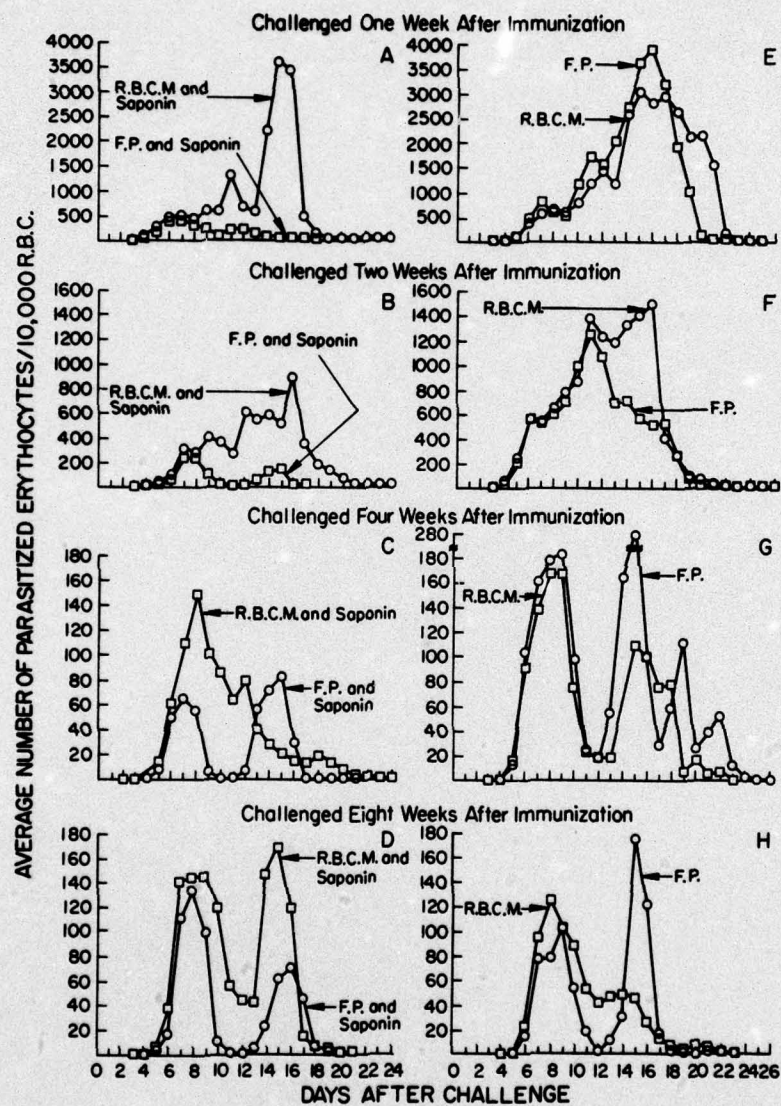 Challenged One Week After Immunization
A
R.B.C.M and
Saponin
F.P. and Saponin
4000
3500
3000
2500
2000
1500
1000
500
E
F.P.
R.B.C.M.
4000
3500
3000
2500
2000
1500
1000
500
Challenged Two Weeks After Immunization
B
F.P. and Saponin
R.B.C.M. and
Saponin
1600
1400
1200
1000
800
600
400
200
F
R.B.C.M.
F.P.
1600
1400
1200
1000
800
600
400
200
Challenged Four Weeks After Immunization
C
R.B.C.M. and Saponin
F.P. and
Saponin
180
160
140
120
100
80
60
40
20
G
F.P.
R.B.C.M.
280
180
160
140
120
100
80
60
40
20
Challenged Eight Weeks After Immunization
D
R.B.C.M. and
Saponin
F.P. and
Saponin
180
160
140
120
100
80
60
40
20
H
R.B.C.M.
F.P.
180
160
140
120
100
80
60
40
20
0 2 4 6 8 10 12 14 16 18 20 22 24
0 2 4 6 8 10 12 14 16 18 20 22 24 26
DAYS AFTER CHALLENGE
AVERAGE NUMBER OF PARASITIZED ERYTHOCYTES/10,000 R.B.C.